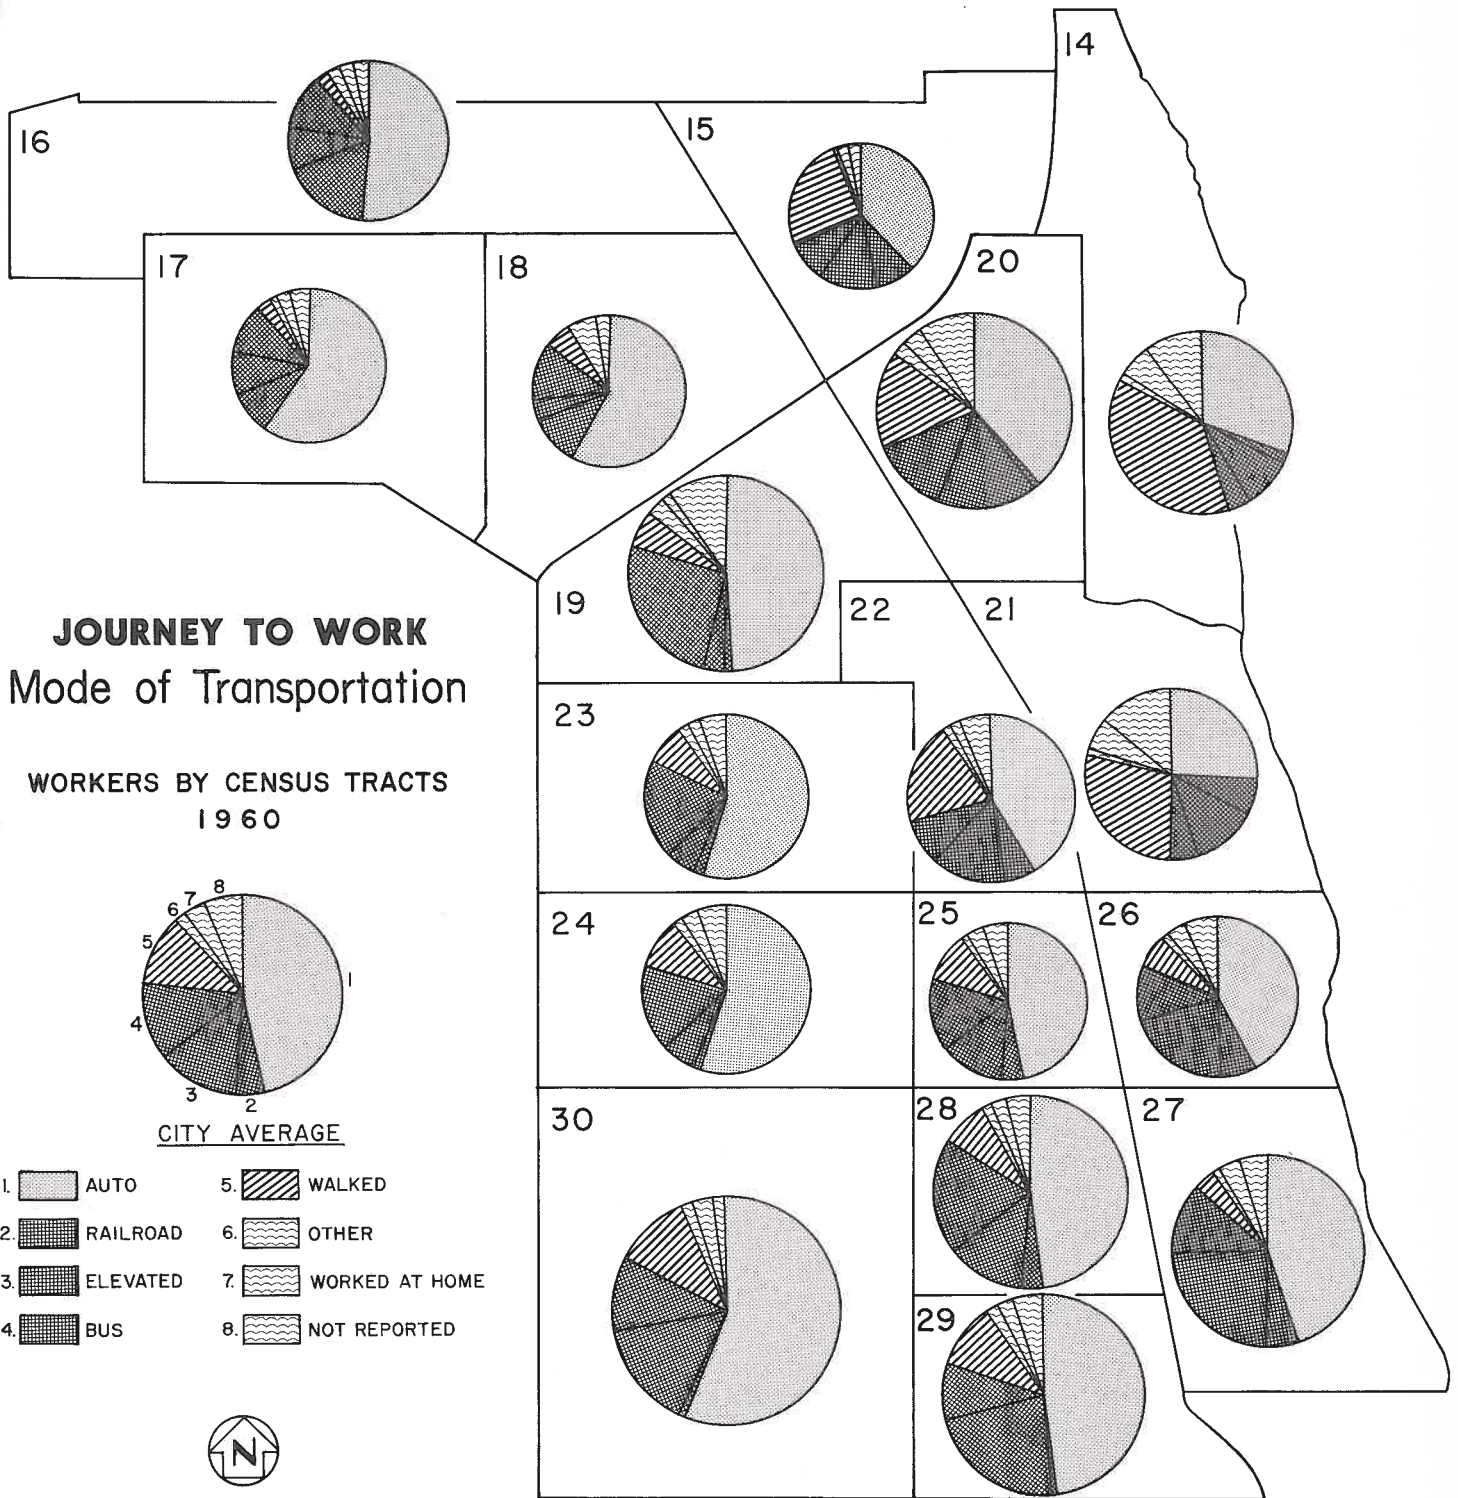 14
16
15
17
18
20
19
22
21
JOURNEY TO WORK
Mode of Transportation
23
WORKERS BY CENSUS TRACTS
1960
8
7
6
5
1
4
3
2
CITY AVERAGE
24
25
26
30
28
27
29
1. AUTO
2. RAILROAD
3. ELEVATED
4. BUS
5. WALKED
6. OTHER
7. WORKED AT HOME
8. NOT REPORTED
N